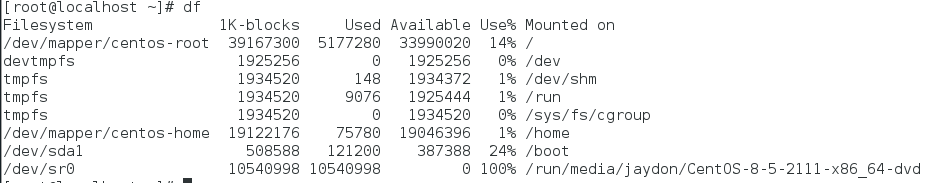 [root@localhost ~]# df
Filesystem 1K-blocks Used Available Use% Mounted on
/dev/mapper/centos-root 39167300 5177280 33990020 14% /
devtmpfs 1925256 0 1925256 0% /dev
tmpfs 1934520 148 1934372 1% /dev/shm
tmpfs 1934520 9076 1925444 1% /run
tmpfs 1934520 0 1934520 0% /sys/fs/cgroup
/dev/mapper/centos-home 19122176 75780 19046396 1% /home
/dev/sda1 508588 121200 387388 24% /boot
/dev/sr0 10540998 10540998 0 100% /run/media/jaydon/CentOS-8-5-2111-x86_64-dvd